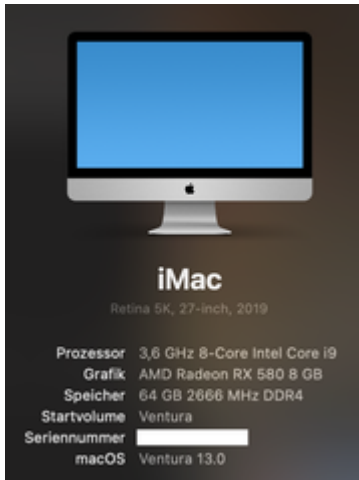 iMac
Retina 5K, 27-inch, 2019
Prozessor 3,6 GHz 8-Core Intel Core i9
Grafik AMD Radeon RX 580 8 GB
Speicher 64 GB 2666 MHz DDR4
Startvolume Ventura
Seriennummer
macOS Ventura 13.0